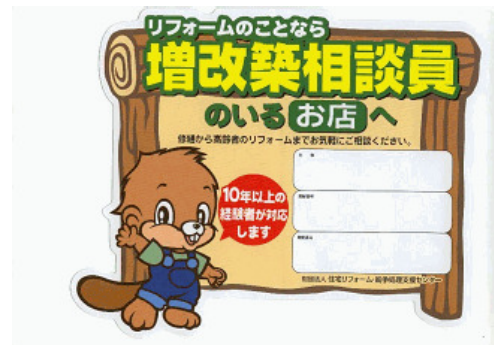 リフォームのことなら
増改築相談員
のいるお店へ
修繕から高齢者のリフォームまでお気軽にご相談ください。
10年以上の
経験者が対応
します
財団法人 住宅リフォーム・紛争処理支援センター